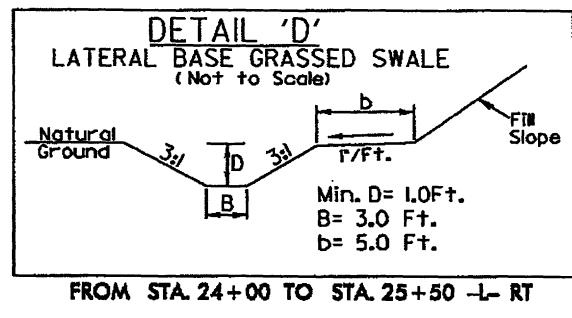 DETAIL 'D'
LATERAL BASE GRASSED SWALE
(Not to Scale)
b
Natural
Ground
3:1
D
3:1
1"/Ft.
Fill
Slope
B
Min. D= 1.0Ft.
B= 3.0 Ft.
b= 5.0 Ft.
FROM STA. 24+00 TO STA. 25+50 -L- RT